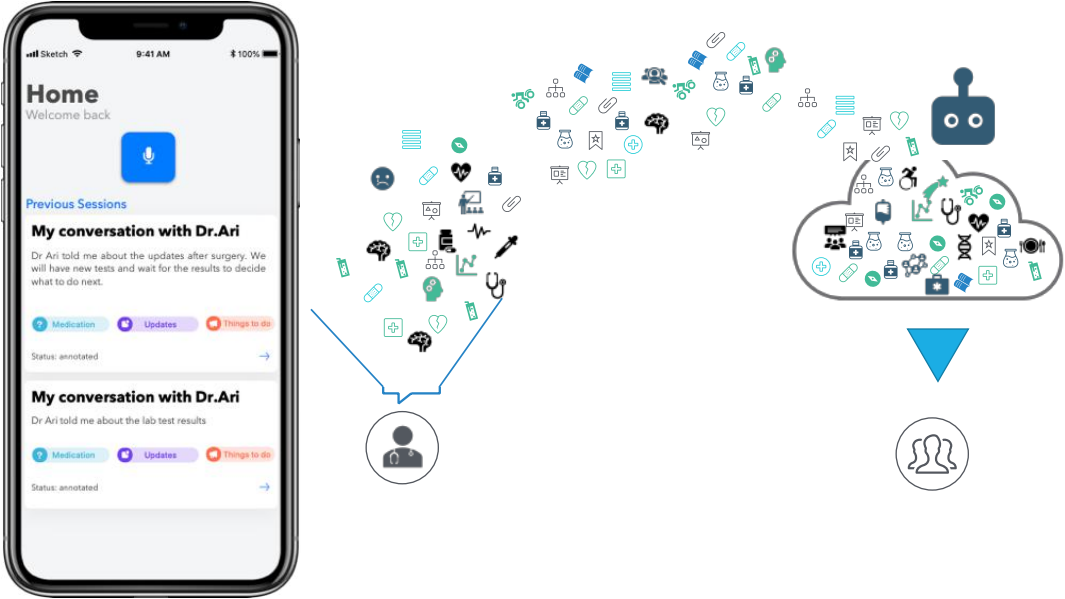 Sketch 9:41 AM 100%
Home
Welcome back
Previous Sessions
My conversation with Dr.Ari
Dr Ari told me about the updates after surgery. We
will have new tests and wait for the results to decide
what to do next.
Medication Updates Things to do
Status: annotated
My conversation with Dr.Ari
Dr Ari told me about the lab test results
Medication Updates Things to do
Status: annotated